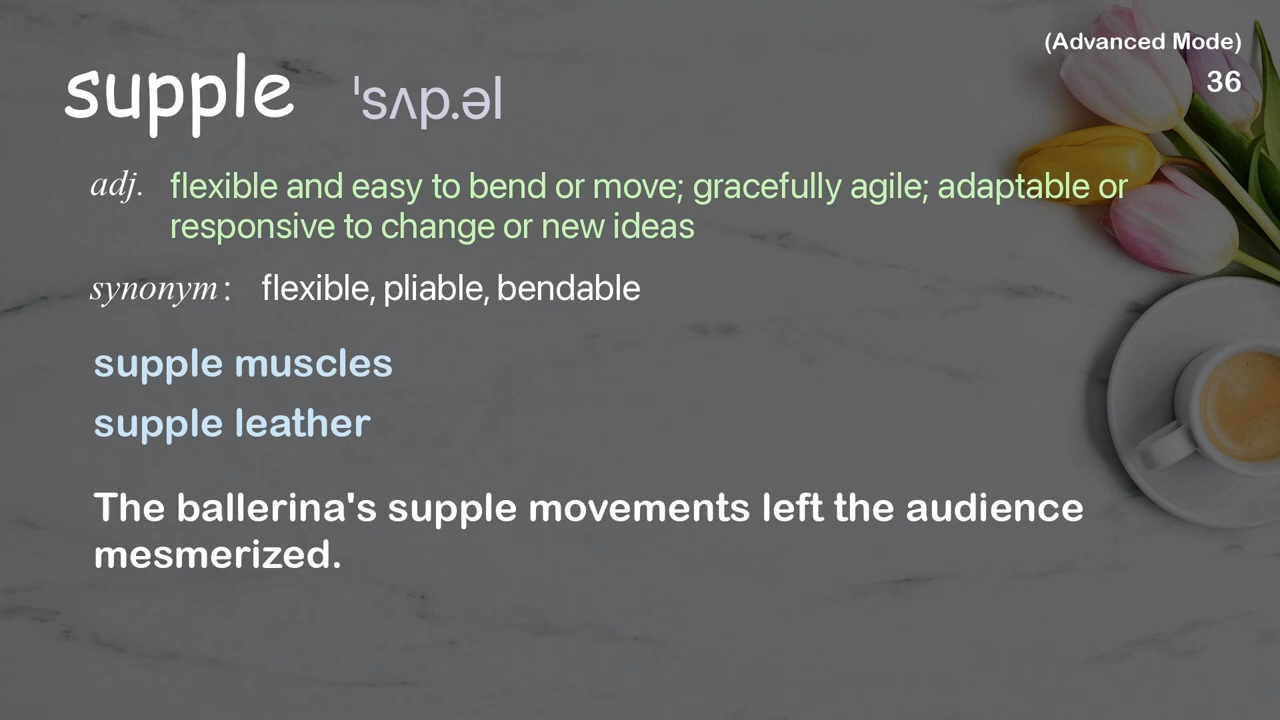 (Advanced Mode)
36
supple ˈsʌp.əl
adj. flexible and easy to bend or move; gracefully agile; adaptable or
responsive to change or new ideas
synonym : flexible, pliable, bendable
supple muscles
supple leather
The ballerina's supple movements left the audience
mesmerized.